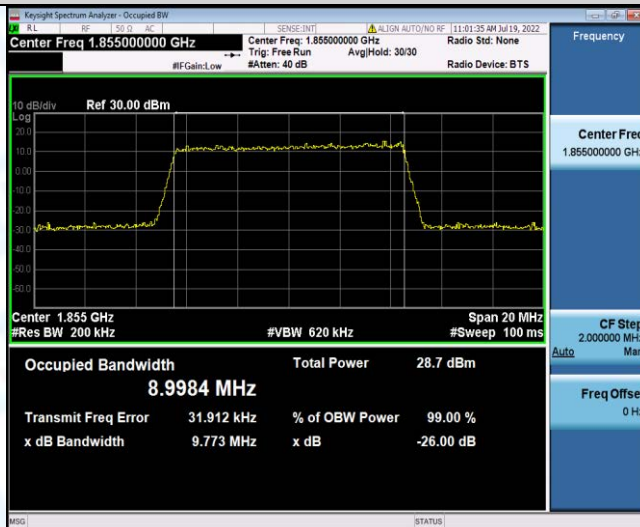 Keysight Spectrum Analyzer - Occupied BW
RL RF 50 Ω AC SENSE:INT ALIGN AUTO/NO RF 11:01:35 AM Jul 19, 2022
Center Freq 1.855000000 GHz
Center Freq: 1.855000000 GHz
Radio Std: None
Trig: Free Run Avg|Hold: 30/30
#IFGain:Low #Atten: 40 dB Radio Device: BTS
10 dB/div Ref 30.00 dBm
Log
20.0
10.0
0.00
-10.0
-20.0
-30.0
-40.0
-50.0
-60.0
Center 1.855 GHz Span 20 MHz
#Res BW 200 kHz #VBW 620 kHz #Sweep 100 ms
Occupied Bandwidth Total Power 28.7 dBm
8.9984 MHz
Transmit Freq Error 31.912 kHz % of OBW Power 99.00 %
x dB Bandwidth 9.773 MHz x dB -26.00 dB
Frequency
Center Freq
1.855000000 GHz
CF Step
2.000000 MHz
Auto Man
Freq Offset
0 Hz
MSG STATUS